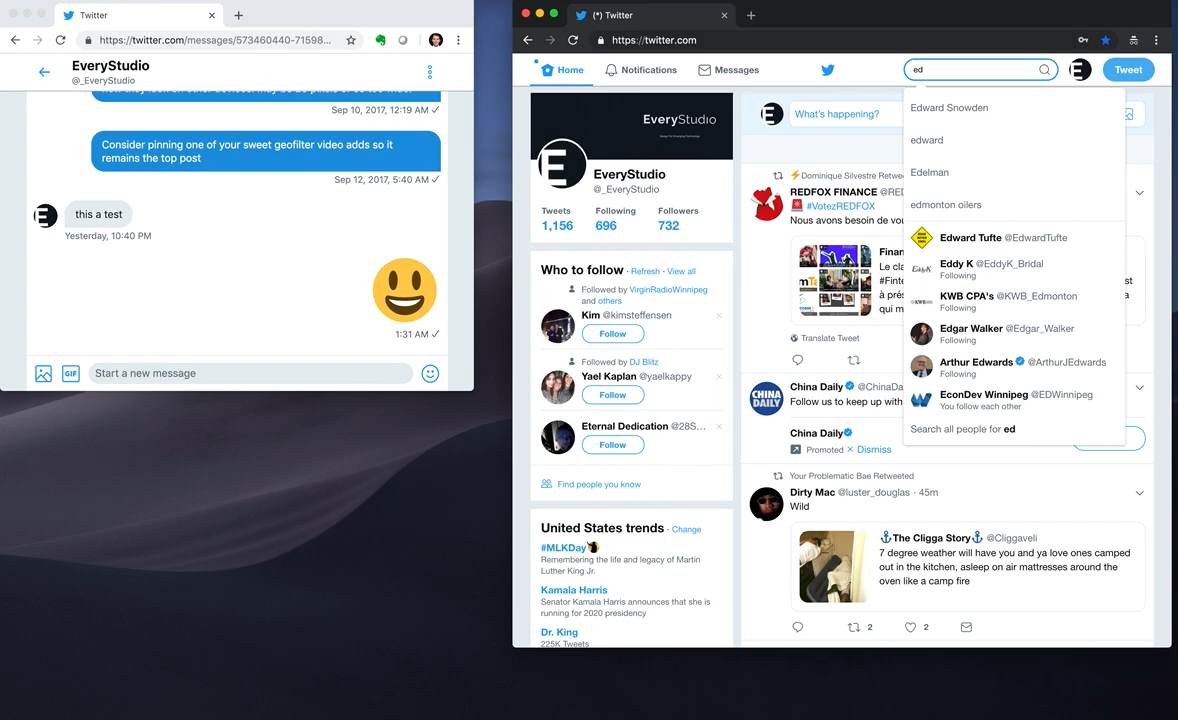 Twitter
https://twitter.com/messages/573460440-71598...
EveryStudio
@_EveryStudio
Sep 10, 2017, 12:19 AM
Consider pinning one of your sweet geofilter video adds so it
remains the top post
Sep 12, 2017, 5:40 AM
this a test
Yesterday, 10:40 PM
1:31 AM
GIF
Start a new message
(*) Twitter
https://twitter.com
Home
Notifications
Messages
ed
Tweet
Edward Snowden
edward
Edelman
edmonton oilers
Edward Tufte @EdwardTufte
Eddy K @EddyK_Bridal
Following
KWB CPA's @KWB_Edmonton
Following
Edgar Walker @Edgar_Walker
Following
Arthur Edwards @ArthurJEdwards
Following
EconDev Winnipeg @EDWinnipeg
You follow each other
Search all people for ed
EveryStudio
EveryStudio
@_EveryStudio
Tweets
Following
Followers
1,156
696
732
Who to follow · Refresh · View all
Followed by VirginRadioWinnipeg
and others
Kim @kimsteffensen
Follow
Followed by DJ Blitz
Yael Kaplan @yaelkappy
Follow
Eternal Dedication @28S...
Follow
Find people you know
United States trends · Change
#MLKDay
Remembering the life and legacy of Martin
Luther King Jr.
Kamala Harris
Senator Kamala Harris announces that she is
running for 2020 presidency
Dr. King
225K Tweets
What's happening?
Dominique Silvestre Retwe
REDFOX FINANCE @RED
#VotezREDFOX
Nous avons besoin de vou
Finan
Le cla
#Finte
à prés
qui m
Translate Tweet
China Daily @ChinaDa
Follow us to keep up with
CHINA
DAILY
China Daily
Promoted
Dismiss
Your Problematic Bae Retweeted
Dirty Mac @luster_douglas · 45m
Wild
The Cligga Story @Cliggaveli
7 degree weather will have you and ya love ones camped
out in the kitchen, asleep on air mattresses around the
oven like a camp fire
2
2